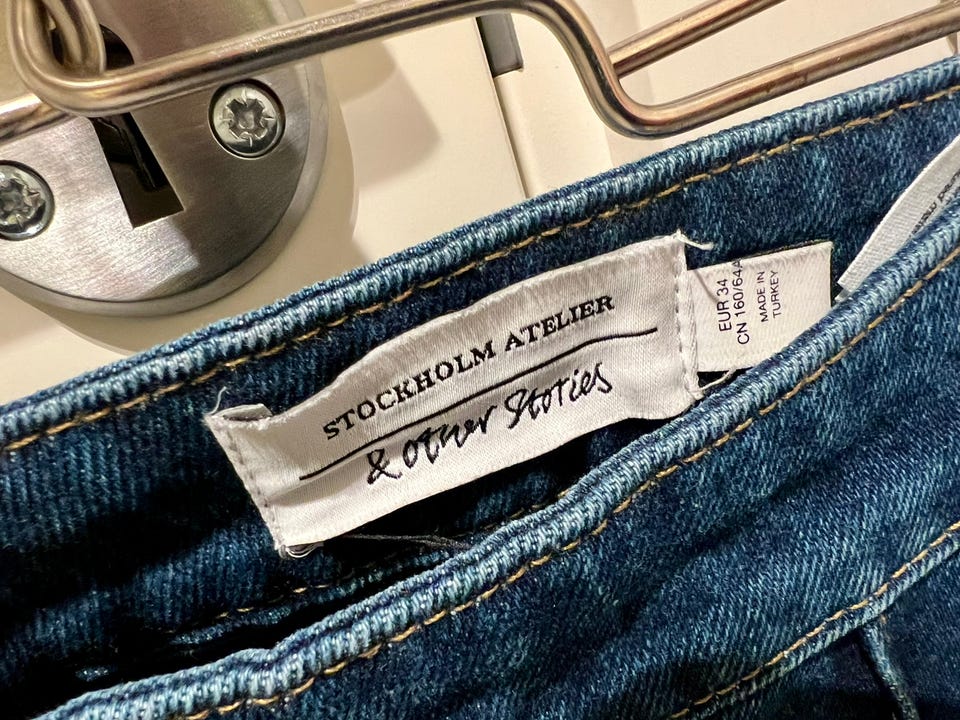 STOCKHOLM ATELIER
& other Stories
EUR 34
CN 160/64A
MADE IN
TURKEY